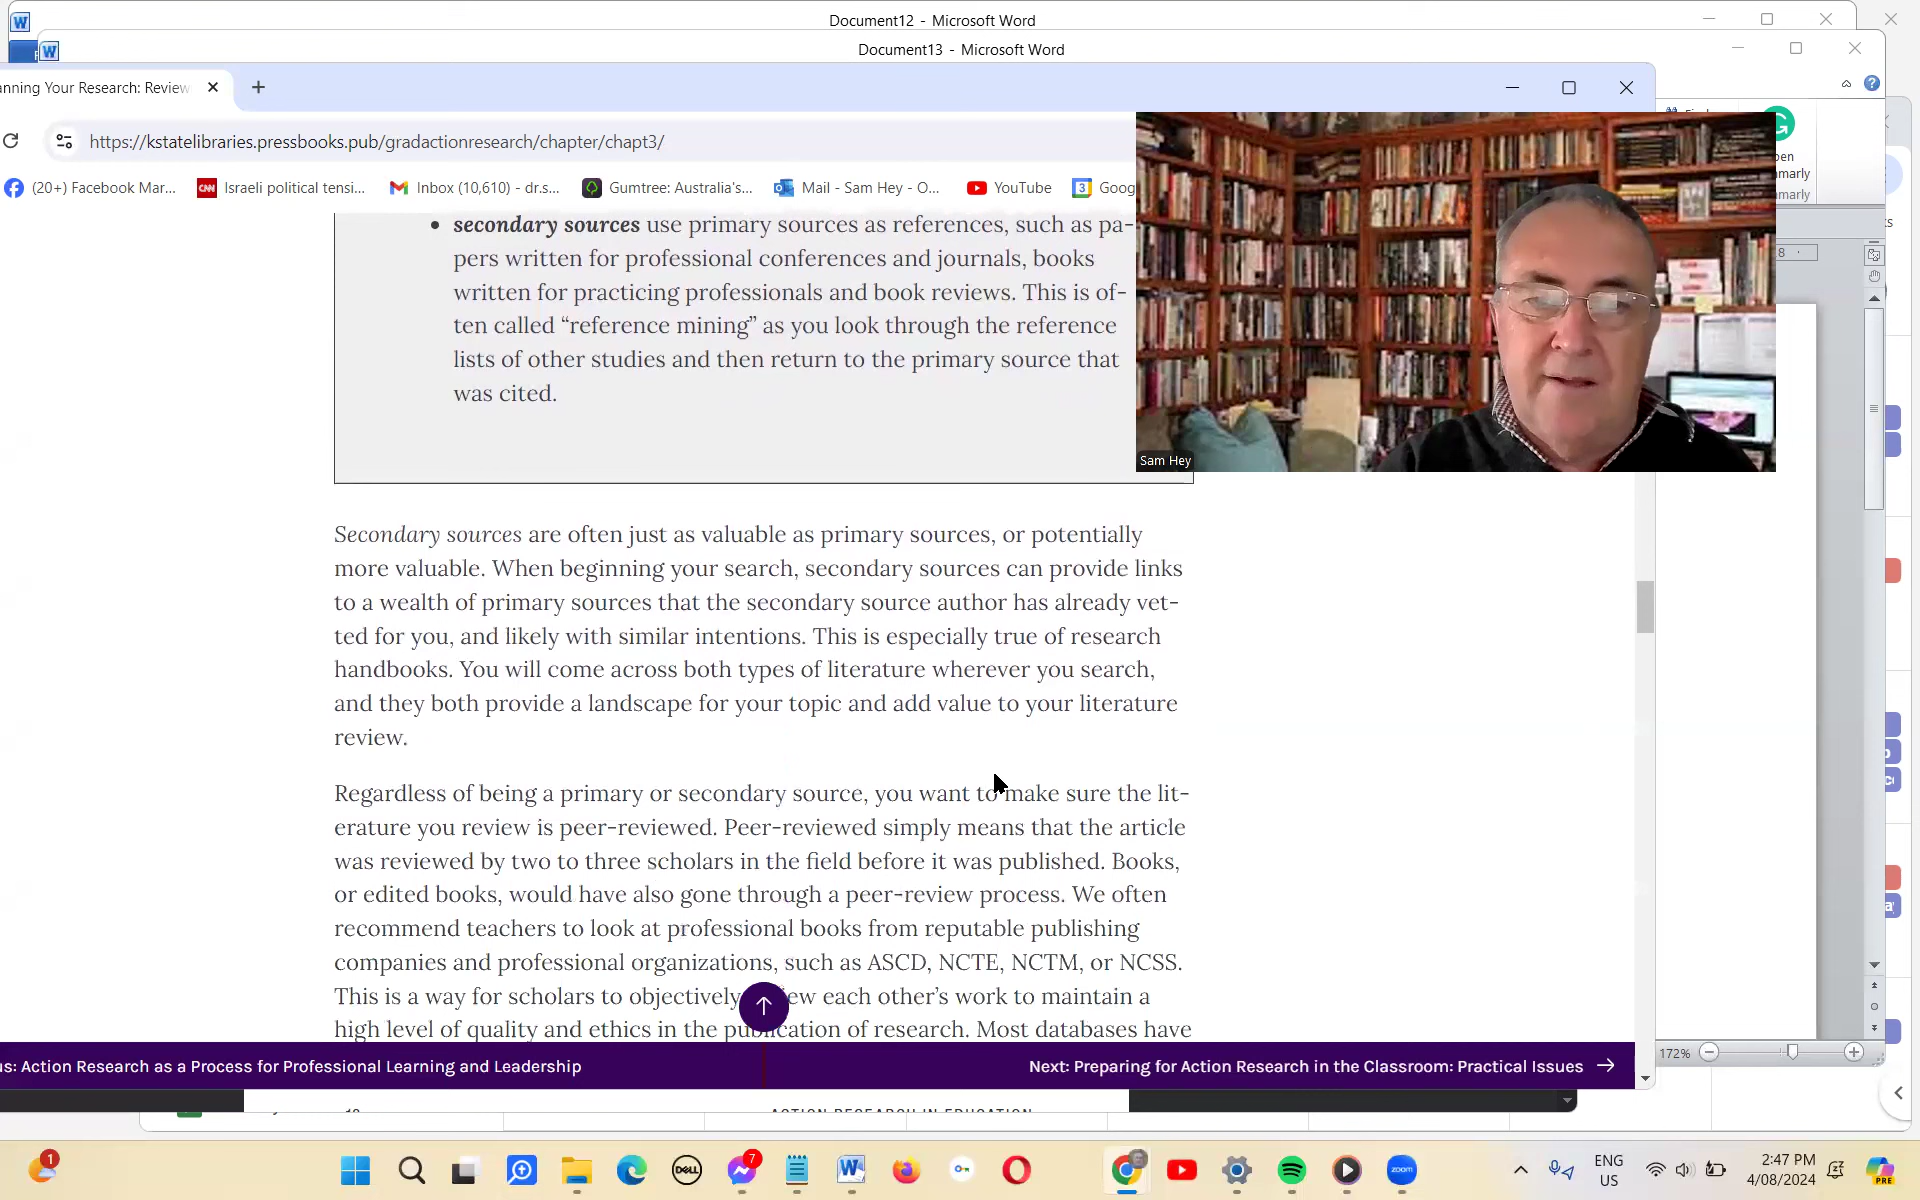 Document12 - Microsoft Word
Document13 - Microsoft Word
anning Your Research: Review
https://kstatelibraries.pressbooks.pub/gradactionresearch/chapter/chapt3/
(20+) Facebook Mar...
CNN
Israeli political tensi...
Inbox (10,610) - dr.s...
Gumtree: Australia's...
Mail - Sam Hey - O...
YouTube
Goog
secondary sources use primary sources as references, such as pa-
pers written for professional conferences and journals, books
written for practicing professionals and book reviews. This is of-
ten called “reference mining” as you look through the reference
lists of other studies and then return to the primary source that
was cited.
Sam Hey
Secondary sources are often just as valuable as primary sources, or potentially
more valuable. When beginning your search, secondary sources can provide links
to a wealth of primary sources that the secondary source author has already vet-
ted for you, and likely with similar intentions. This is especially true of research
handbooks. You will come across both types of literature wherever you search,
and they both provide a landscape for your topic and add value to your literature
review.
Regardless of being a primary or secondary source, you want to make sure the lit-
erature you review is peer-reviewed. Peer-reviewed simply means that the article
was reviewed by two to three scholars in the field before it was published. Books,
or edited books, would have also gone through a peer-review process. We often
recommend teachers to look at professional books from reputable publishing
companies and professional organizations, such as ASCD, NCTE, NCTM, or NCSS.
This is a way for scholars to objectively ew each other’s work to maintain a
high level of quality and ethics in the publication of research. Most databases have
us: Action Research as a Process for Professional Learning and Leadership
Next: Preparing for Action Research in the Classroom: Practical Issues
172%
ACTION RESEARCH IN EDUCATION
1
DELL
7
zoom
ENG
US
2:47 PM
4/08/2024
PRE